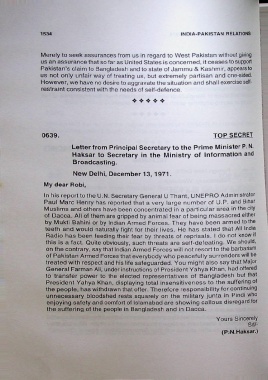 1534 INDIA-PAKISTAN RELATIONS
Merely to seek assurances from us in regard to West Pakistan without giving
us an assurance that so far as United States is concerned, it ceases to support
Pakistan's claim to Bangladesh and to state of Jammu & Kashmir, appears to
us not only unfair way of treating us, but extremely partisan and one-sided.
However, we have no desire to aggravate the situation and shall exercise self
restraint consistent with the needs of self-defence.
❖ ❖ ❖ ❖ ❖
0639. TOP SECRET
Letter from Principal Secretary to the Prime Minister P. N.
Haksar to Secretary in the Ministry of Information and
Broadcasting.
New Delhi, December 13, 1971.
My dear Robi,
In his report to the U.N. Secretary General U Thant, UNEPRO Administrator
Paul Marc Henry has reported that a very large number of U.P. and Bihar
Muslims and others have been concentrated in a particular area in the city
of Dacca. All of them are gripped by animal fear of being massacred either
by Mukti Bahini or by Indian Armed Forces. They have been armed to the
teeth and would naturally fight for their lives. He has stated that All India
Radio has been feeding their fear by threats of reprisals. I do not know if
this is a fact. Quite obviously, such threats are self-defeating. We should,
on the contrary, say that Indian Armed Forces will not resort to the barbarism
of Pakistan Armed Forces that everybody who peacefully surrenders will be
treated with respect and his life safeguarded. You might also say that Major
General Farman Ali, under instructions of President Yahya Khan, had offered
to transfer power to the elected representatives of Bangladesh but that
President Yahya Khan, displaying total insensitiveness to the suffering of
the people, has withdrawn that offer. Therefore responsibility for continuing
unnecessary bloodshed rests squarely on the military junta in Pindi who
enjoying safety and comfort of Islamabad are showing callous disregard for
the suffering of the people in Bangladesh and in Dacca.
Yours Sincerely
Sd/-
(P.N.Haksar.)